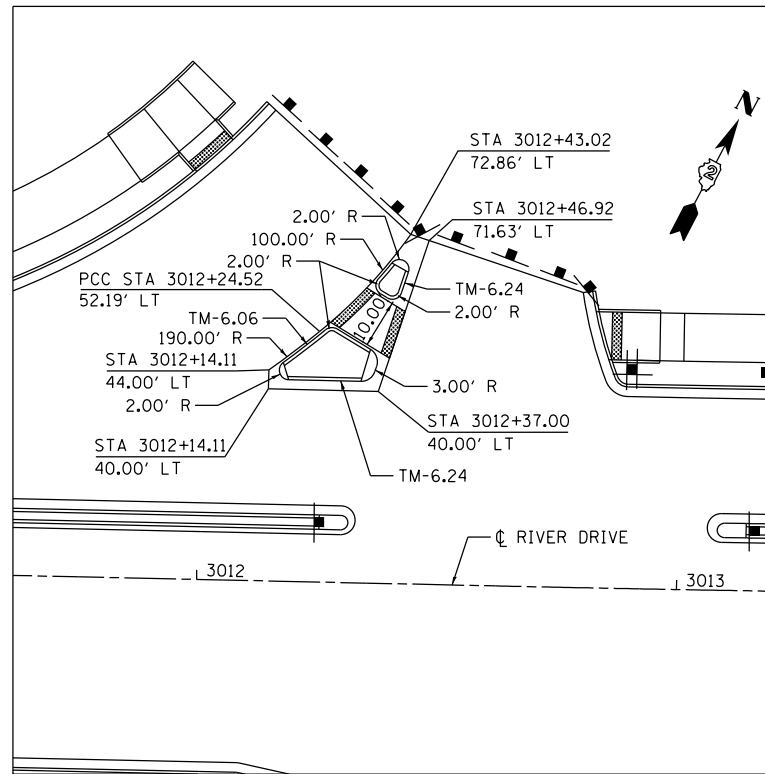 N
2
STA 3012+43.02
72.86' LT
2.00' R
STA 3012+46.92
71.63' LT
100.00' R
2.00' R
PCC STA 3012+24.52
52.19' LT
TM-6.24
2.00' R
10.00'
TM-6.06
190.00' R
STA 3012+14.11
44.00' LT
2.00' R
3.00' R
STA 3012+37.00
40.00' LT
STA 3012+14.11
40.00' LT
TM-6.24
℄ RIVER DRIVE
3012
3013